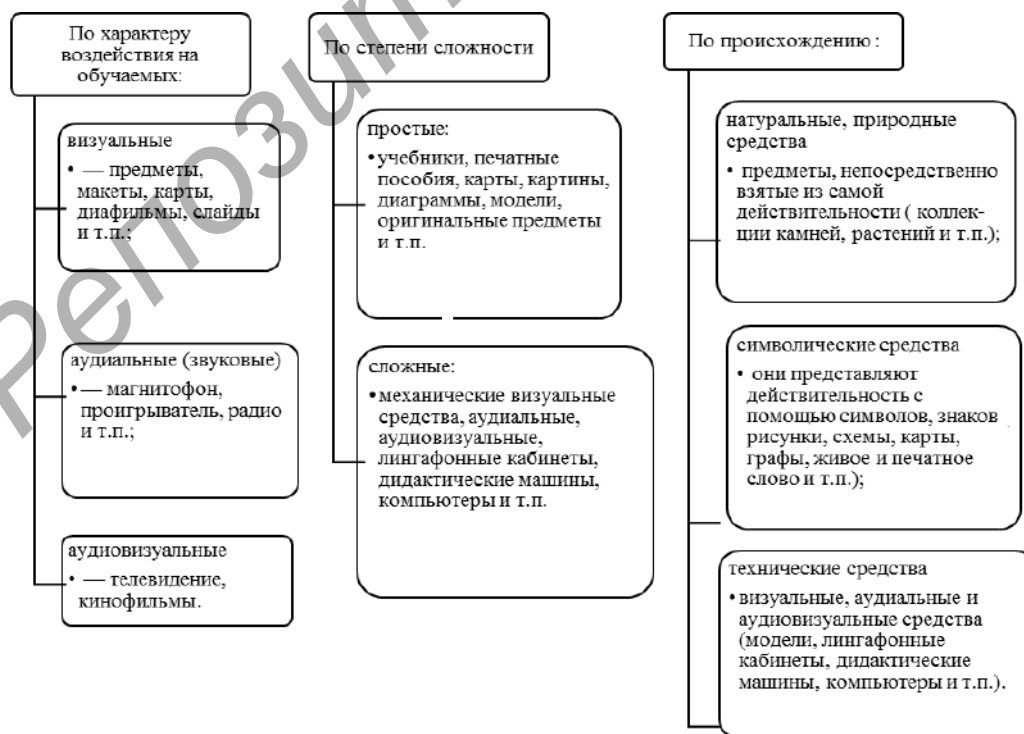 По характеру
воздействия на
обучаемых:
визуальные
• — предметы,
макеты, карты,
диафильмы, слайды
и т.п.;
аудиальные (звуковые)
• — магнитофон,
проигрыватель, радио
и т.п.;
аудиовизуальные
• — телевидение,
кинофильмы.
По степени сложности
простые:
• учебники, печатные
пособия, карты, картины,
диаграммы, модели,
оригинальные предметы
и т.п.
сложные:
• механические визуальные
средства, аудиальные,
аудиовизуальные,
лингафонные кабинеты,
дидактические машины,
компьютеры и т.п.
По происхождению :
натуральные, природные
средства
• предметы, непосредственно
взятые из самой
действительности ( коллек-
ции камней, растений и т.п.);
символические средства
• они представляют
действительность с
помощью символов, знаков
рисунки, схемы, карты,
графы, живое и печатное
слово и т.п.);
технические средства
• визуальные, аудиальные и
аудиовизуальные средства
(модели, лингафонные
кабинеты, дидактические
машины, компьютеры и т.п.).